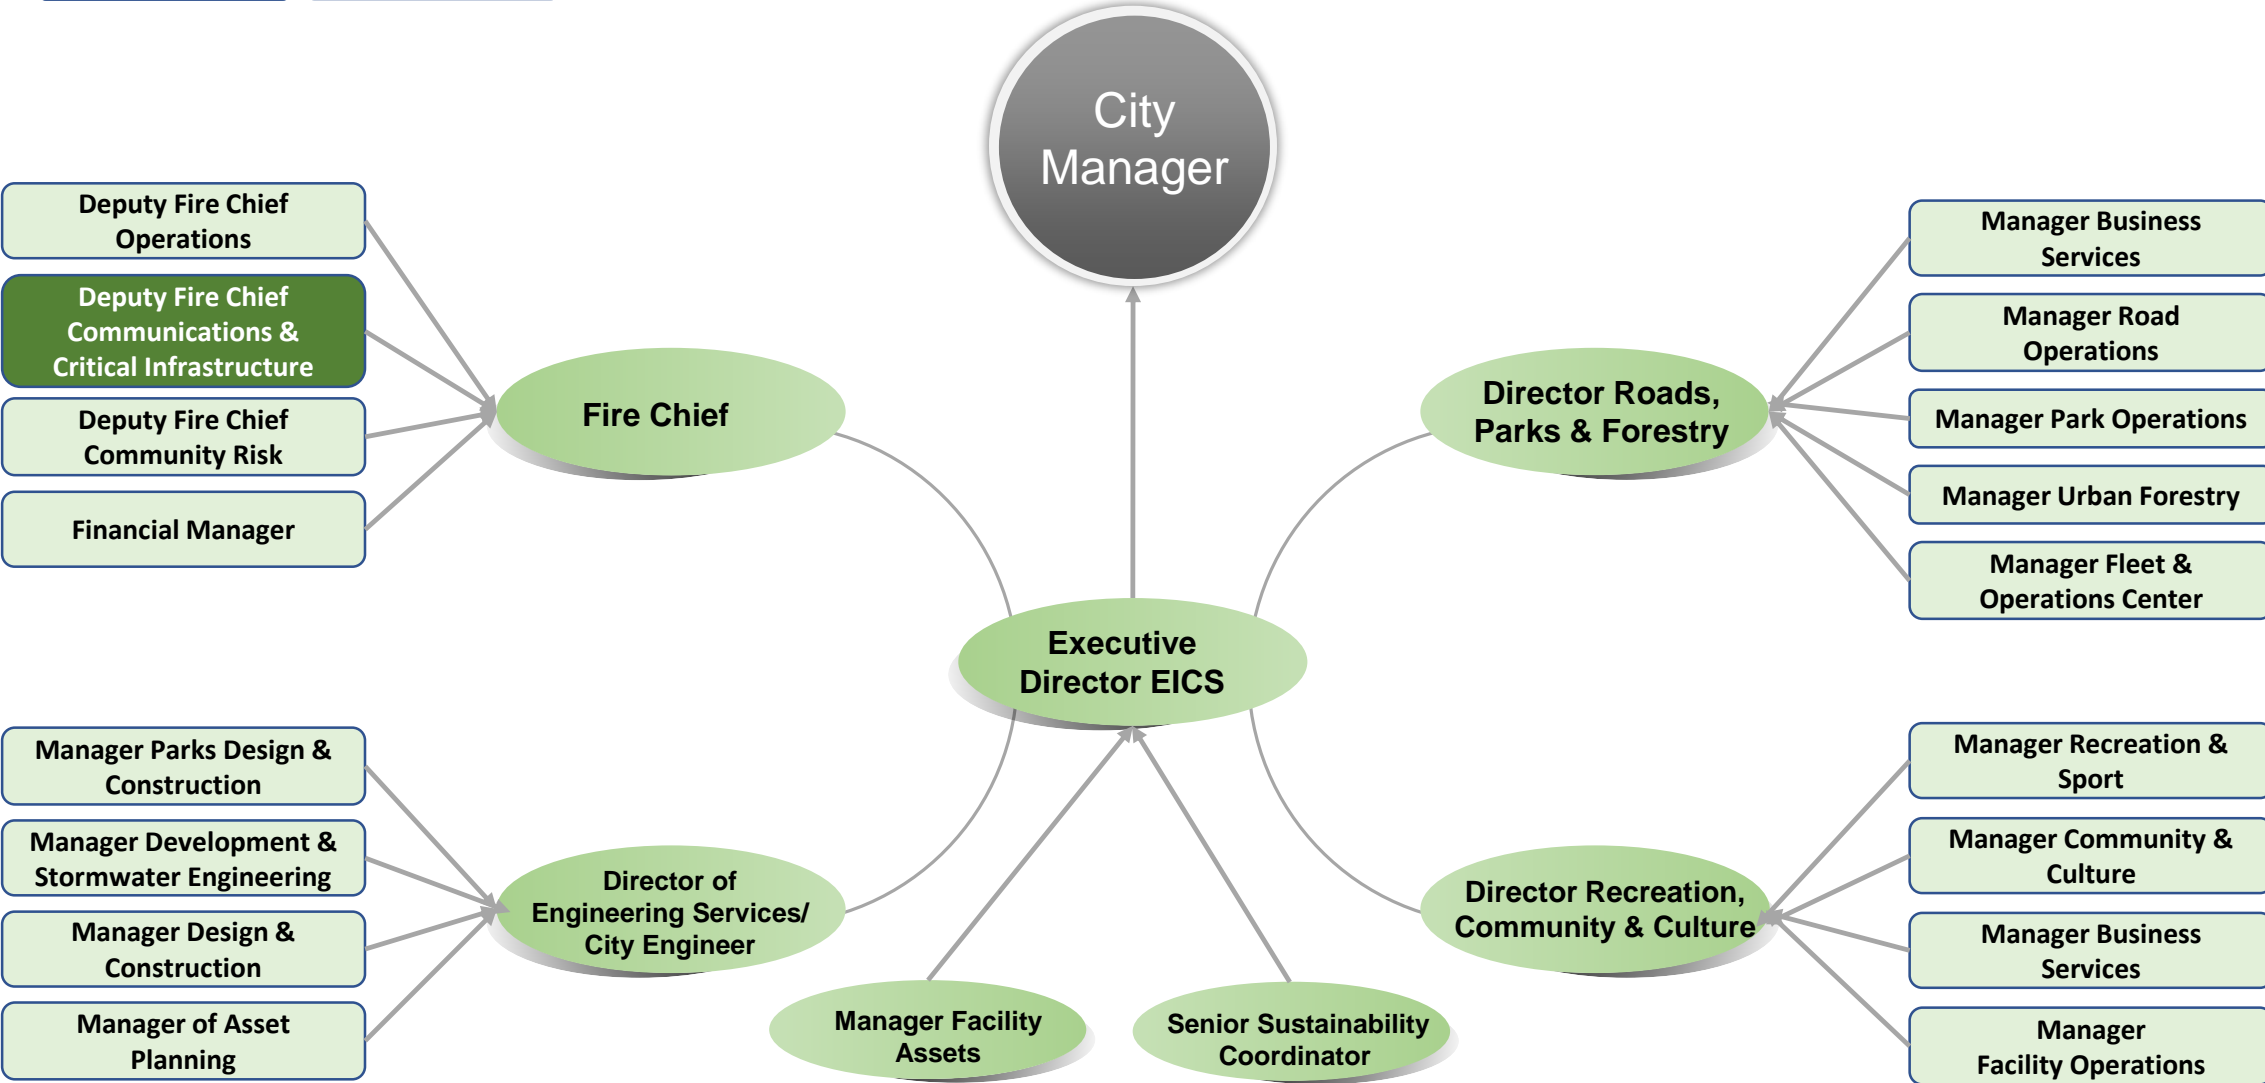 City
Manager
Deputy Fire Chief
Operations
Deputy Fire Chief
Communications &
Critical Infrastructure
Deputy Fire Chief
Community Risk
Financial Manager
Fire Chief
Director Roads,
Parks & Forestry
Manager Business
Services
Manager Road
Operations
Manager Park Operations
Manager Urban Forestry
Manager Fleet &
Operations Center
Executive
Director EICS
Manager Parks Design &
Construction
Manager Development &
Stormwater Engineering
Manager Design &
Construction
Manager of Asset
Planning
Director of
Engineering Services/
City Engineer
Manager Facility
Assets
Senior Sustainability
Coordinator
Director Recreation,
Community & Culture
Manager Recreation &
Sport
Manager Community &
Culture
Manager Business
Services
Manager
Facility Operations